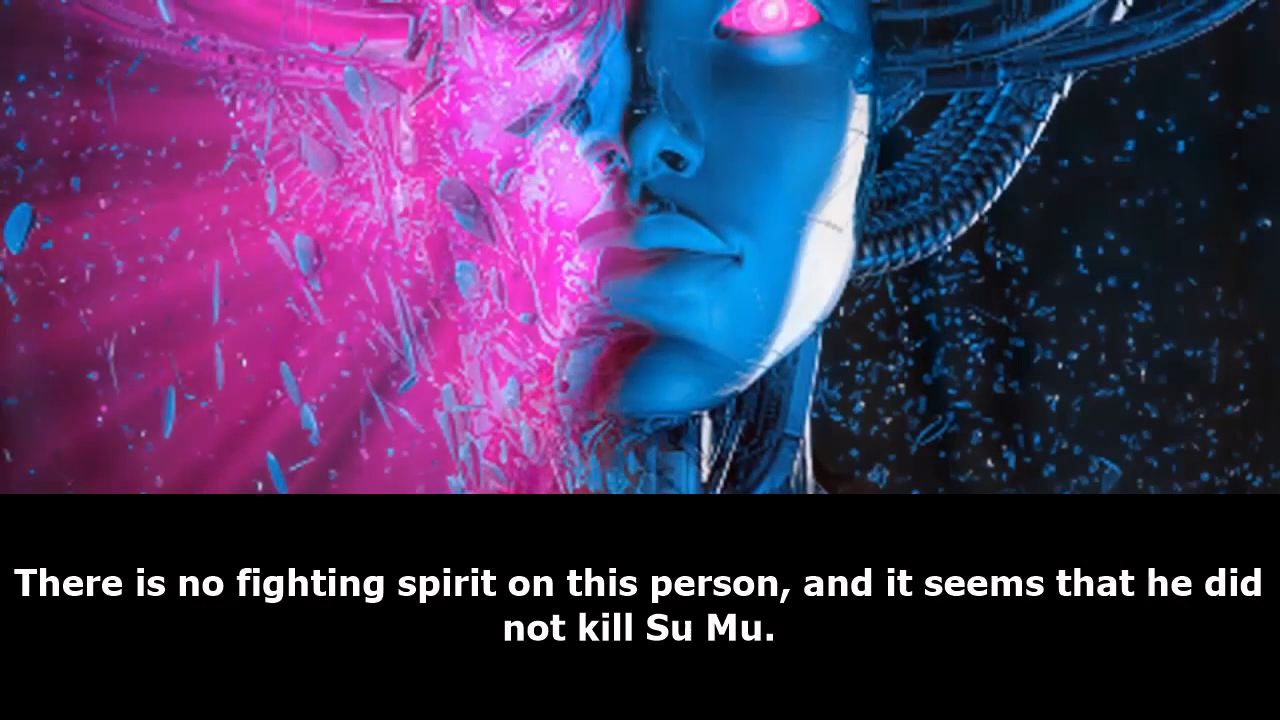 There is no fighting spirit on this person, and it seems that he did
not kill Su Mu.